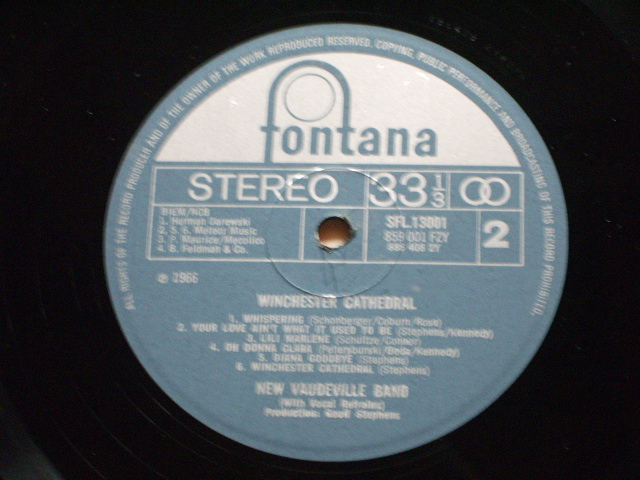 ALL RIGHTS OF THE RECORD PRODUCER AND OF THE OWNER OF THE WORK REPRODUCED RESERVED. COPYING, PUBLIC PERFORMANCE AND BROADCASTING OF THIS RECORD PROHIBITED.
fontana
STEREO 33 1/3
BIEM/NCB
1. Herman Darewski
2. 5. 6. Meteor Music
3. P. Maurice/Mecolico
4. B. Feldman & Co.
SFL.13001
859 001 FZY
2
℗ 1966
WINCHESTER CATHEDRAL
1. WHISPERING (Schonberger/Coburn/Rose)
2. YOUR LOVE AIN'T WHAT IT USED TO BE (Stephens/Kennedy)
3. LILI MARLENE (Schultze/Connor)
4. OH DONNA CLARA (Petersburski/Beda/Kennedy)
5. DIANA GOODBYE (Stephens)
6. WINCHESTER CATHEDRAL (Stephens)
NEW VAUDEVILLE BAND
(With Vocal Refrains)
Production: Geoff Stephens